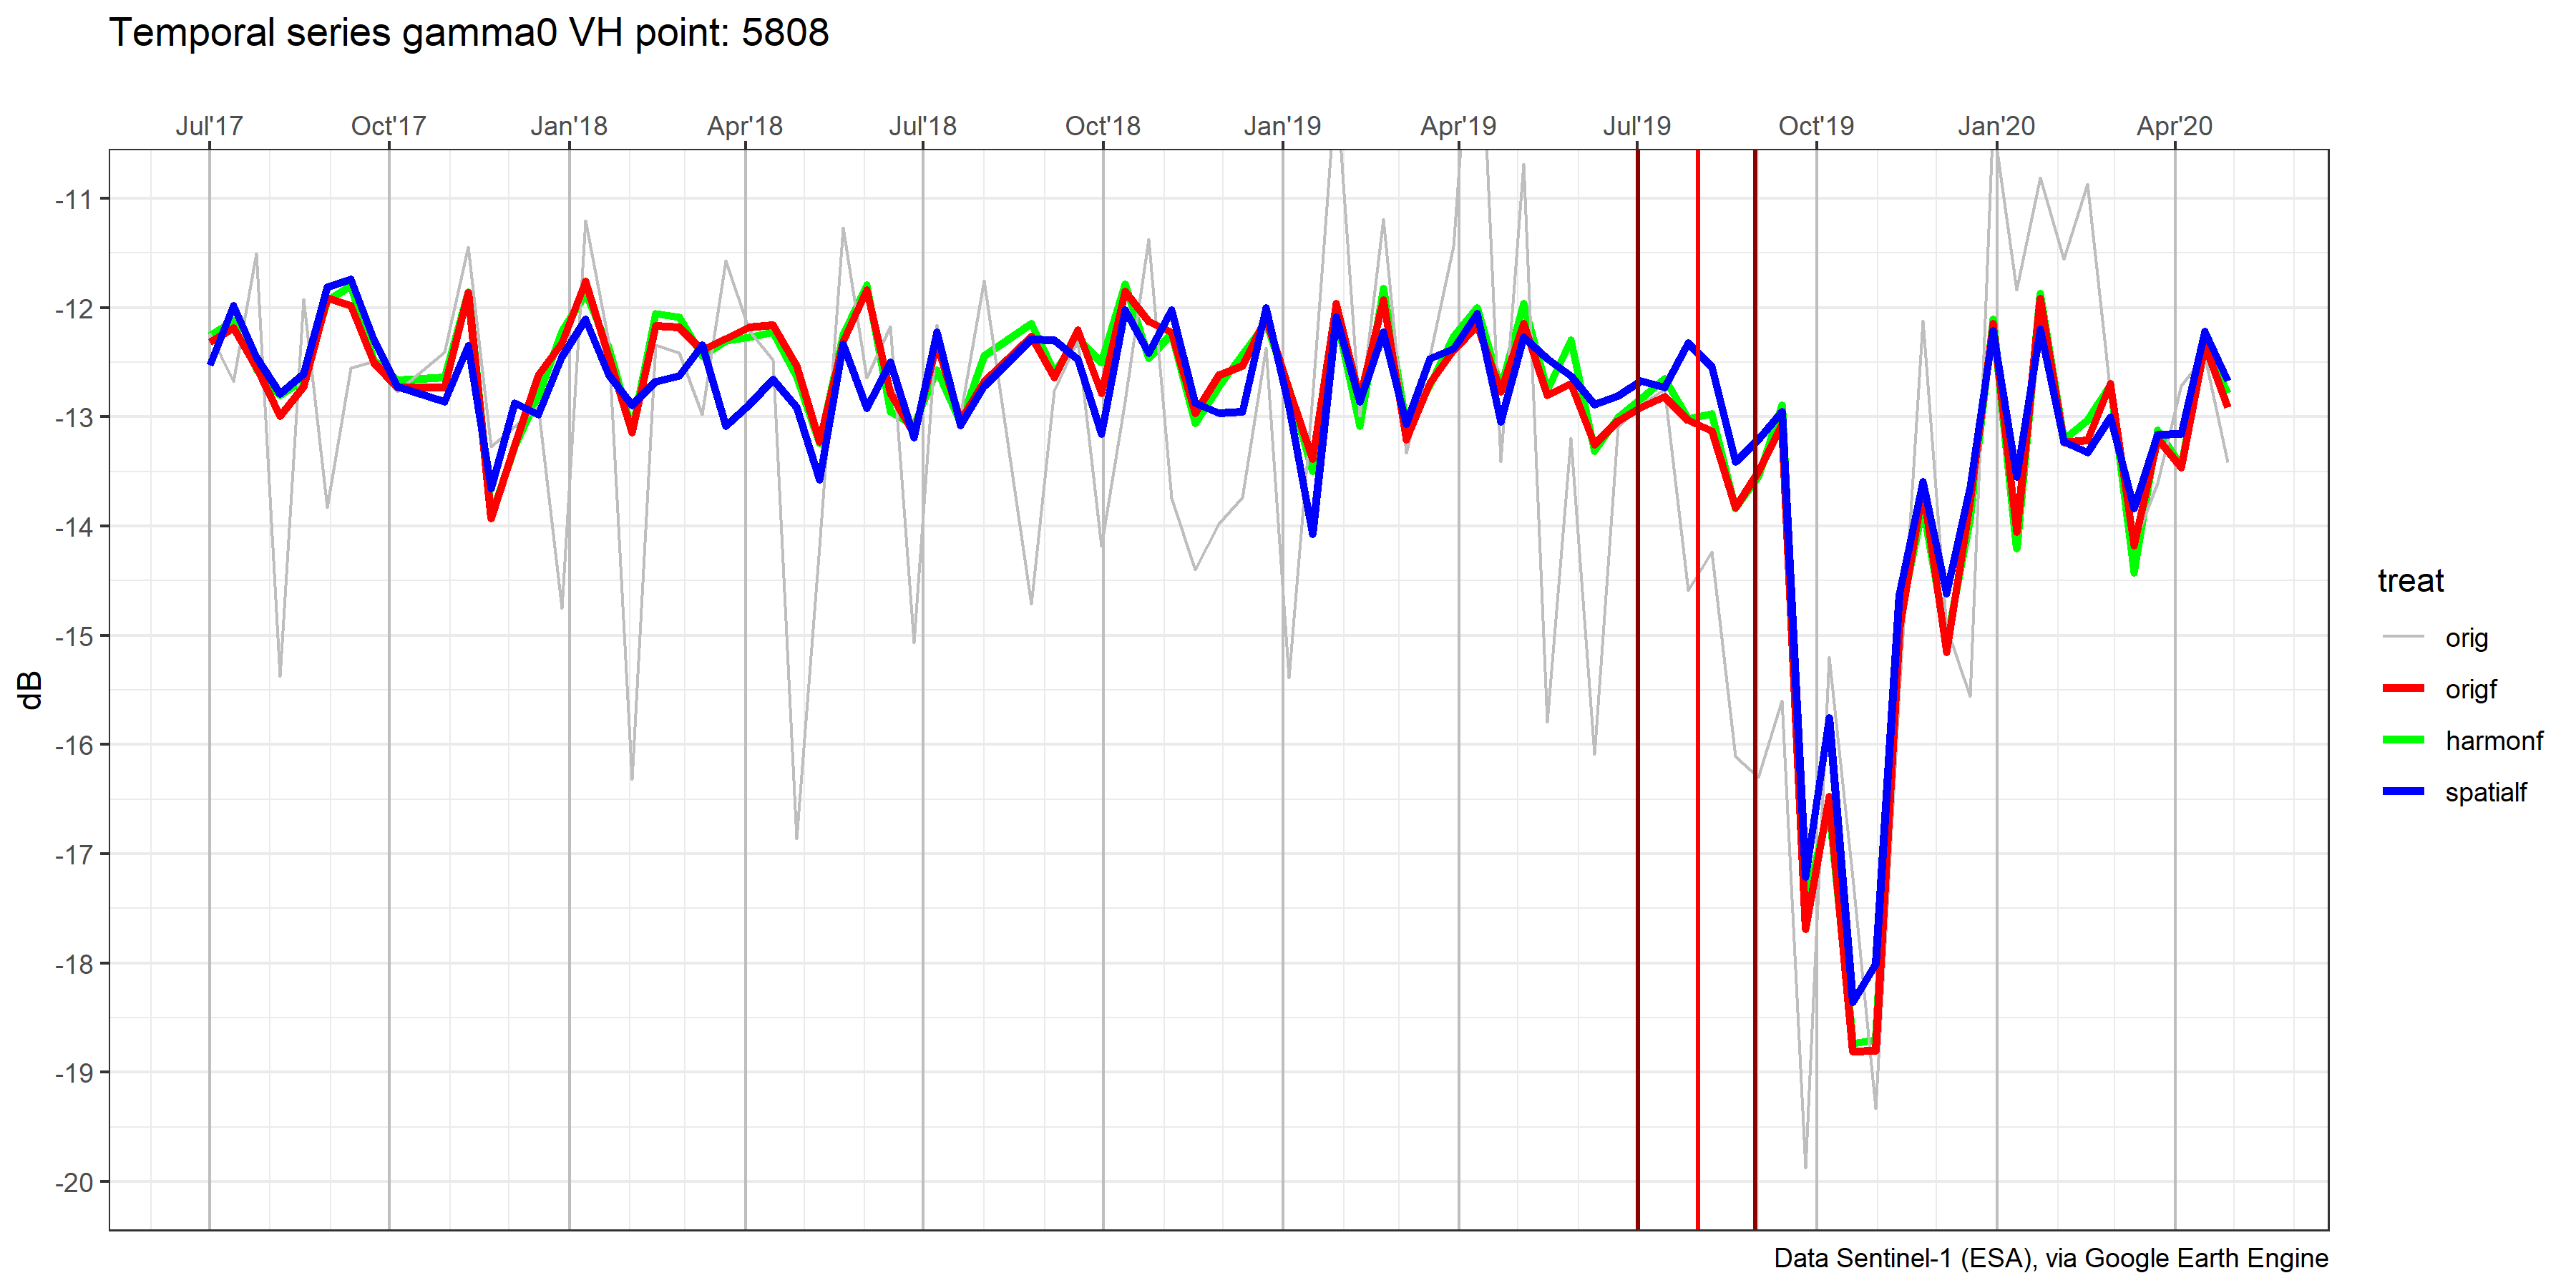 Temporal series gamma0 VH point: 5808
Jul'17 Oct'17 Jan'18 Apr'18 Jul'18 Oct'18 Jan'19 Apr'19 Jul'19 Oct'19 Jan'20 Apr'20
-11
-12
-13
-14
-15
-16
-17
-18
-19
-20
dB
treat
orig
origf
harmonf
spatialf
Data Sentinel-1 (ESA), via Google Earth Engine